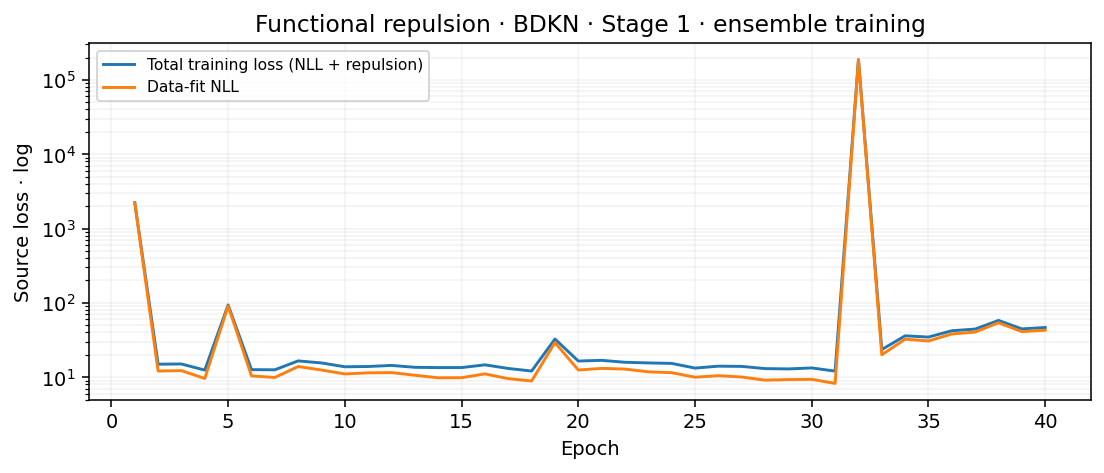 Functional repulsion · BDKN · Stage 1 · ensemble training
Total training loss (NLL + repulsion)
Data-fit NLL
Source loss · log
10⁵
10⁴
10³
10²
10¹
0 5 10 15 20 25 30 35 40
Epoch